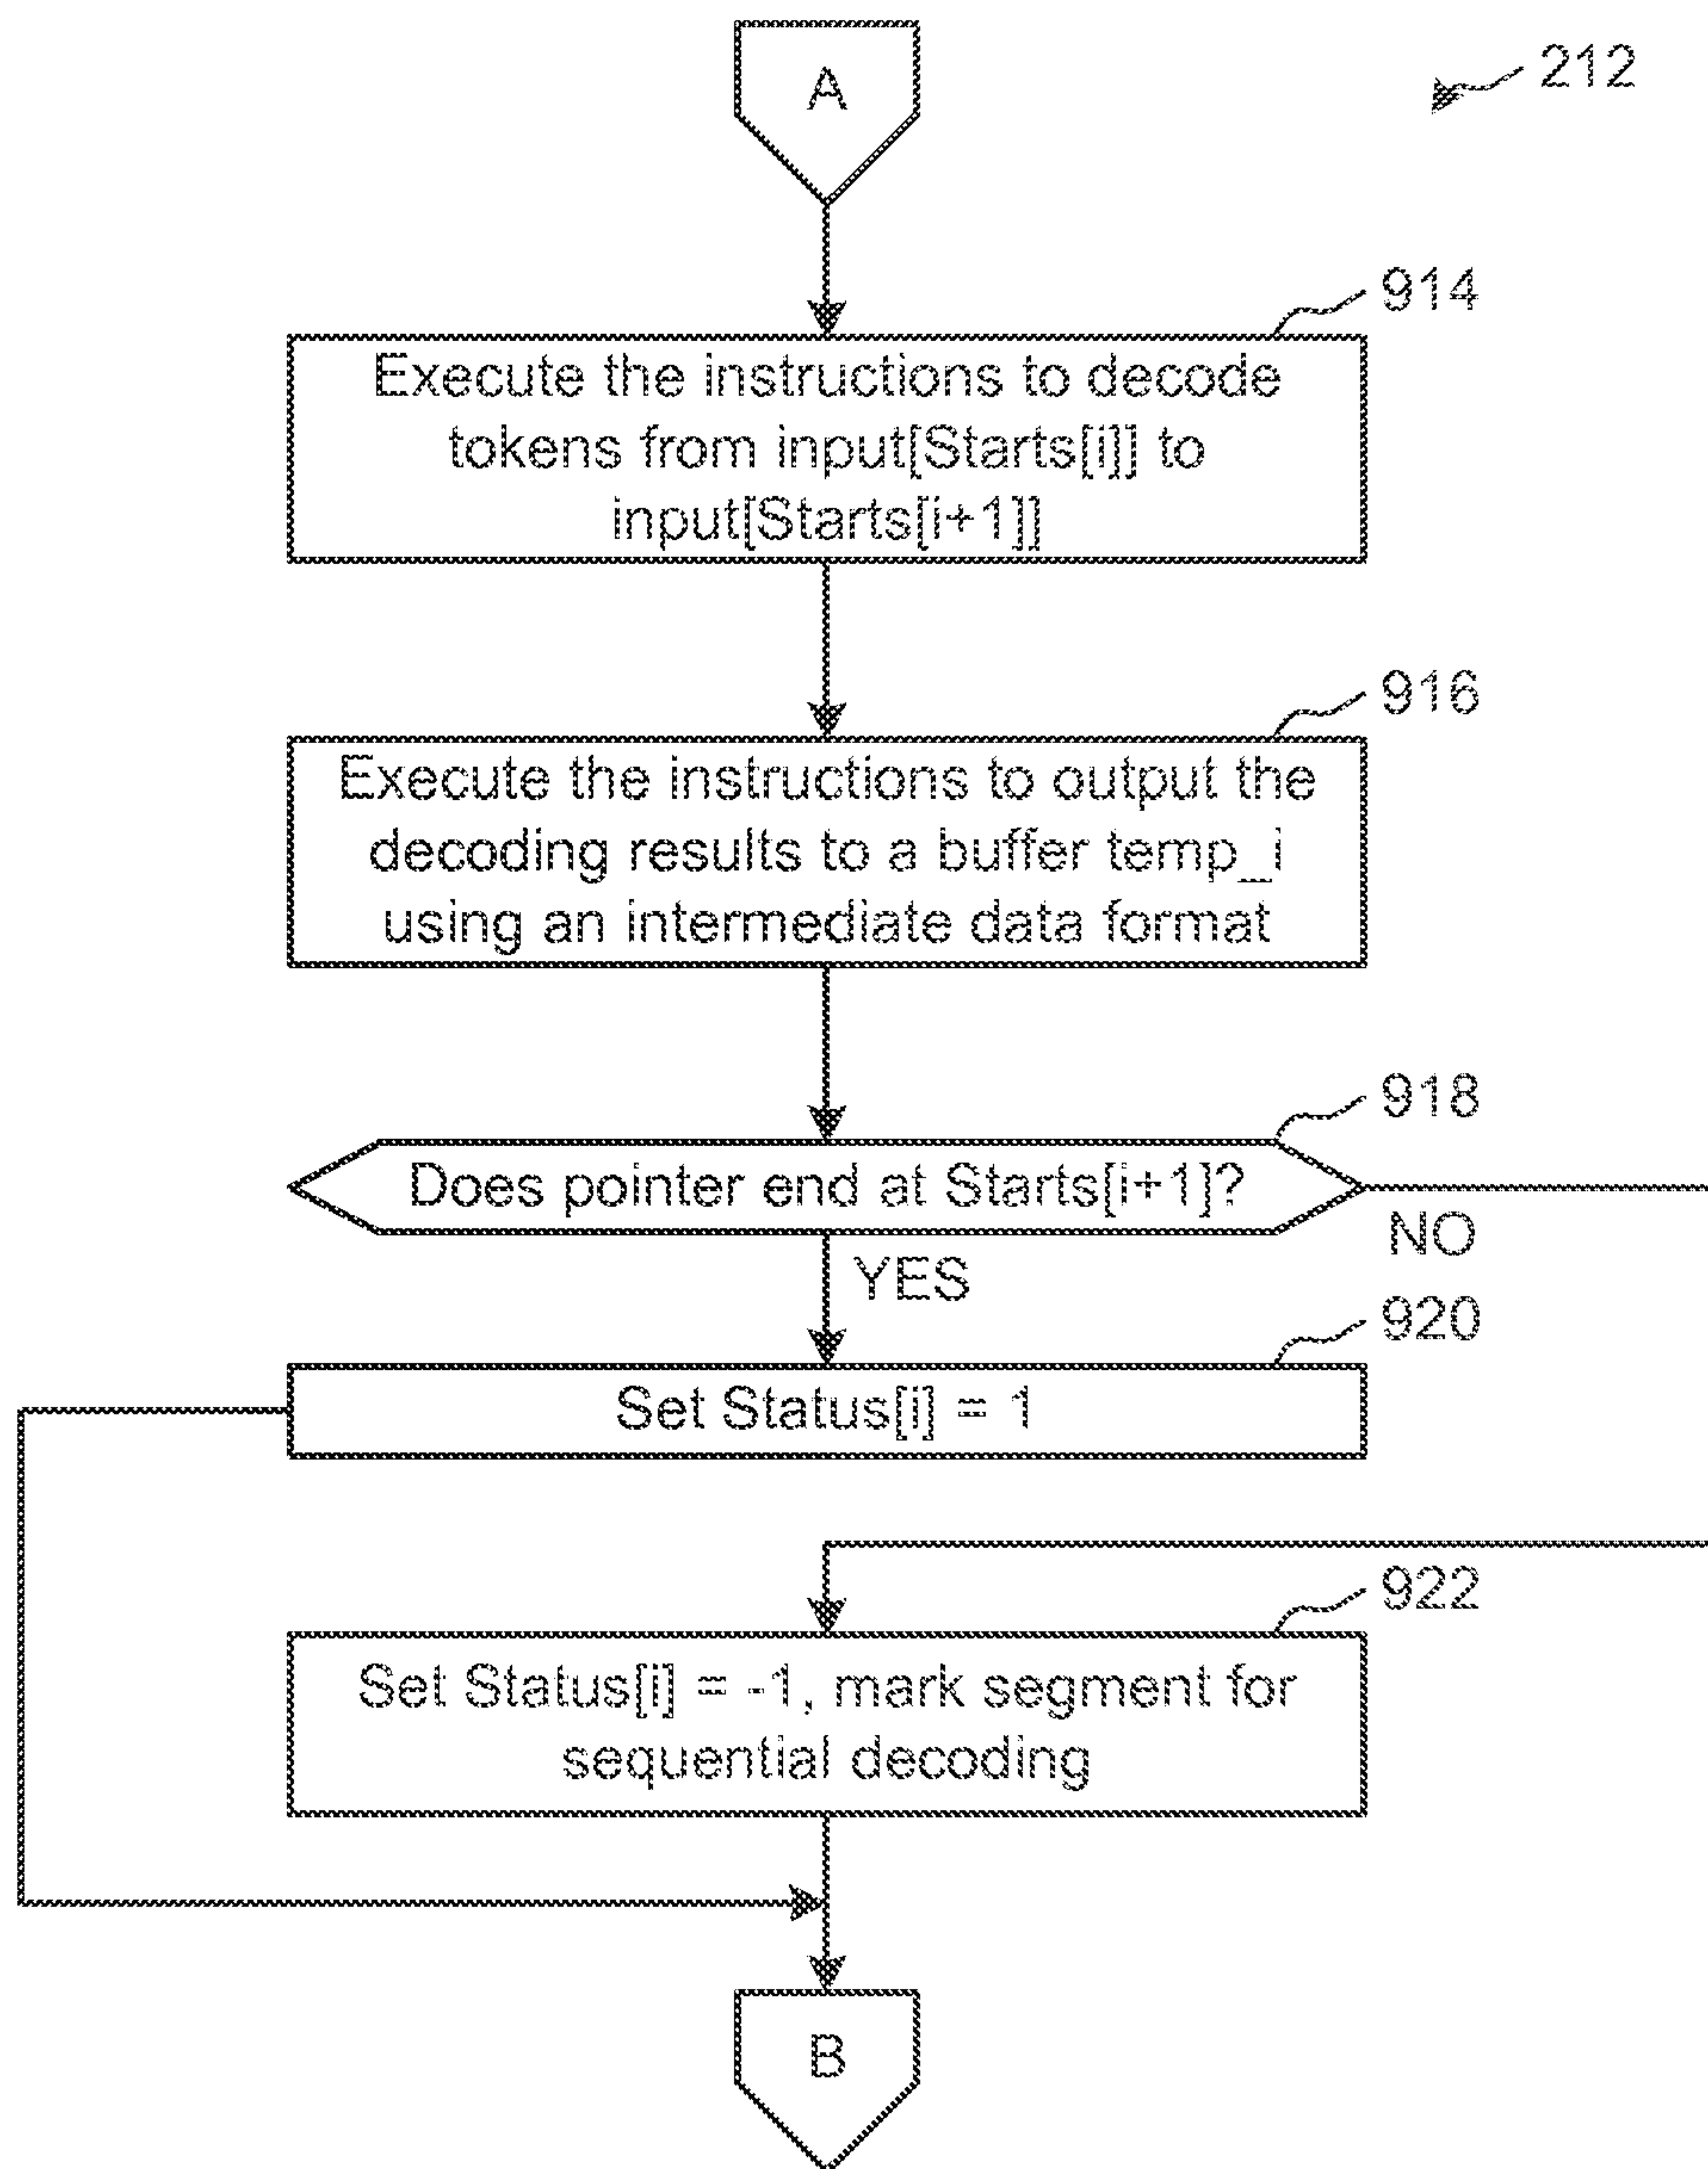 A
212
914
Execute the instructions to decode
tokens from input[Starts[i]] to
input[Starts[i+1]]
916
Execute the instructions to output the
decoding results to a buffer temp_i
using an intermediate data format
918
Does pointer end at Starts[i+1]?
NO
YES
920
Set Status[i] = 1
922
Set Status[i] = -1, mark segment for
sequential decoding
B